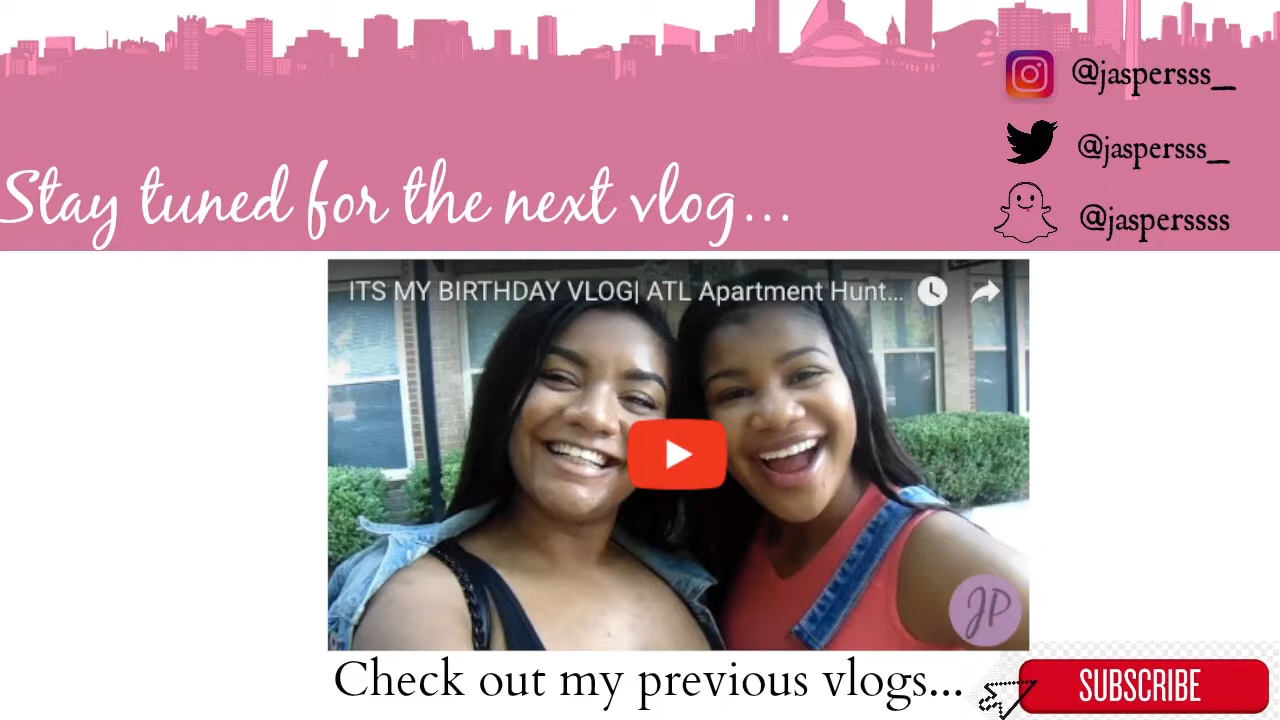 @jaspersss_
@jaspersss_
Stay tuned for the next vlog...
@jasperssss
ITS MY BIRTHDAY VLOG| ATL Apartment Hunt...
JP
Check out my previous vlogs...
SUBSCRIBE